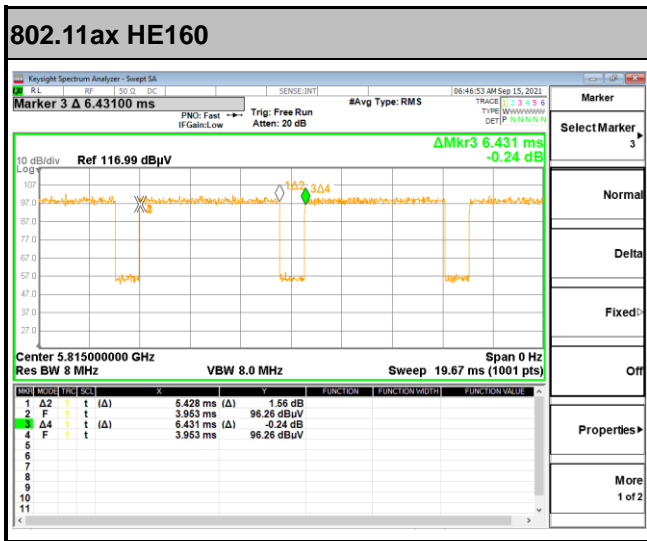 802.11ax HE160
Keysight Spectrum Analyzer - Swept SA
RL RF 50 Ω DC SENSE:INT 06:46:53 AM Sep 15, 2021
Marker 3 Δ 6.43100 ms #Avg Type: RMS TRACE 1 2 3 4 5 6
PNO: Fast Trig: Free Run TYPE WWWWWW
IFGain:Low Atten: 20 dB DET P N N N N N
ΔMkr3 6.431 ms
10 dB/div Ref 116.99 dBµV -0.24 dB
Log
107
97.0
87.0
77.0
67.0
57.0
47.0
37.0
27.0
1Δ2 3Δ4
Center 5.815000000 GHz Span 0 Hz
Res BW 8 MHz VBW 8.0 MHz Sweep 19.67 ms (1001 pts)
MKR MODE TRC SCL X Y FUNCTION FUNCTION WIDTH FUNCTION VALUE
1 Δ2 1 t (Δ) 5.428 ms (Δ) 1.56 dB
2 F 1 t 3.953 ms 96.26 dBuV
3 Δ4 1 t (Δ) 6.431 ms (Δ) -0.24 dB
4 F 1 t 3.953 ms 96.26 dBuV
5
6
7
8
9
10
11
Marker
Select Marker
3
Normal
Delta
Fixed
Off
Properties
More
1 of 2